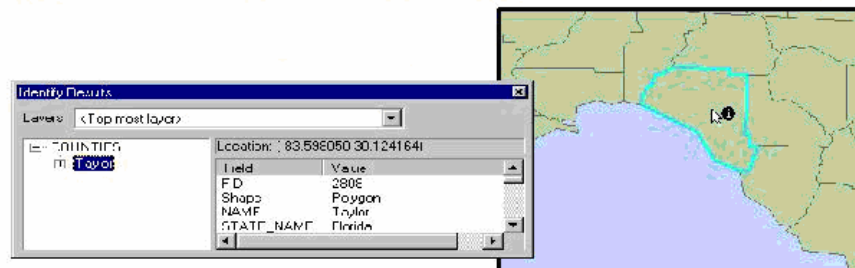 Identify Results
Layers: <Top most layer>
COUNTIES
Taylor
Location: (-83.598050 30.124164)
Field Value
FID 2808
Shape Polygon
NAME Taylor
STATE_NAME Florida